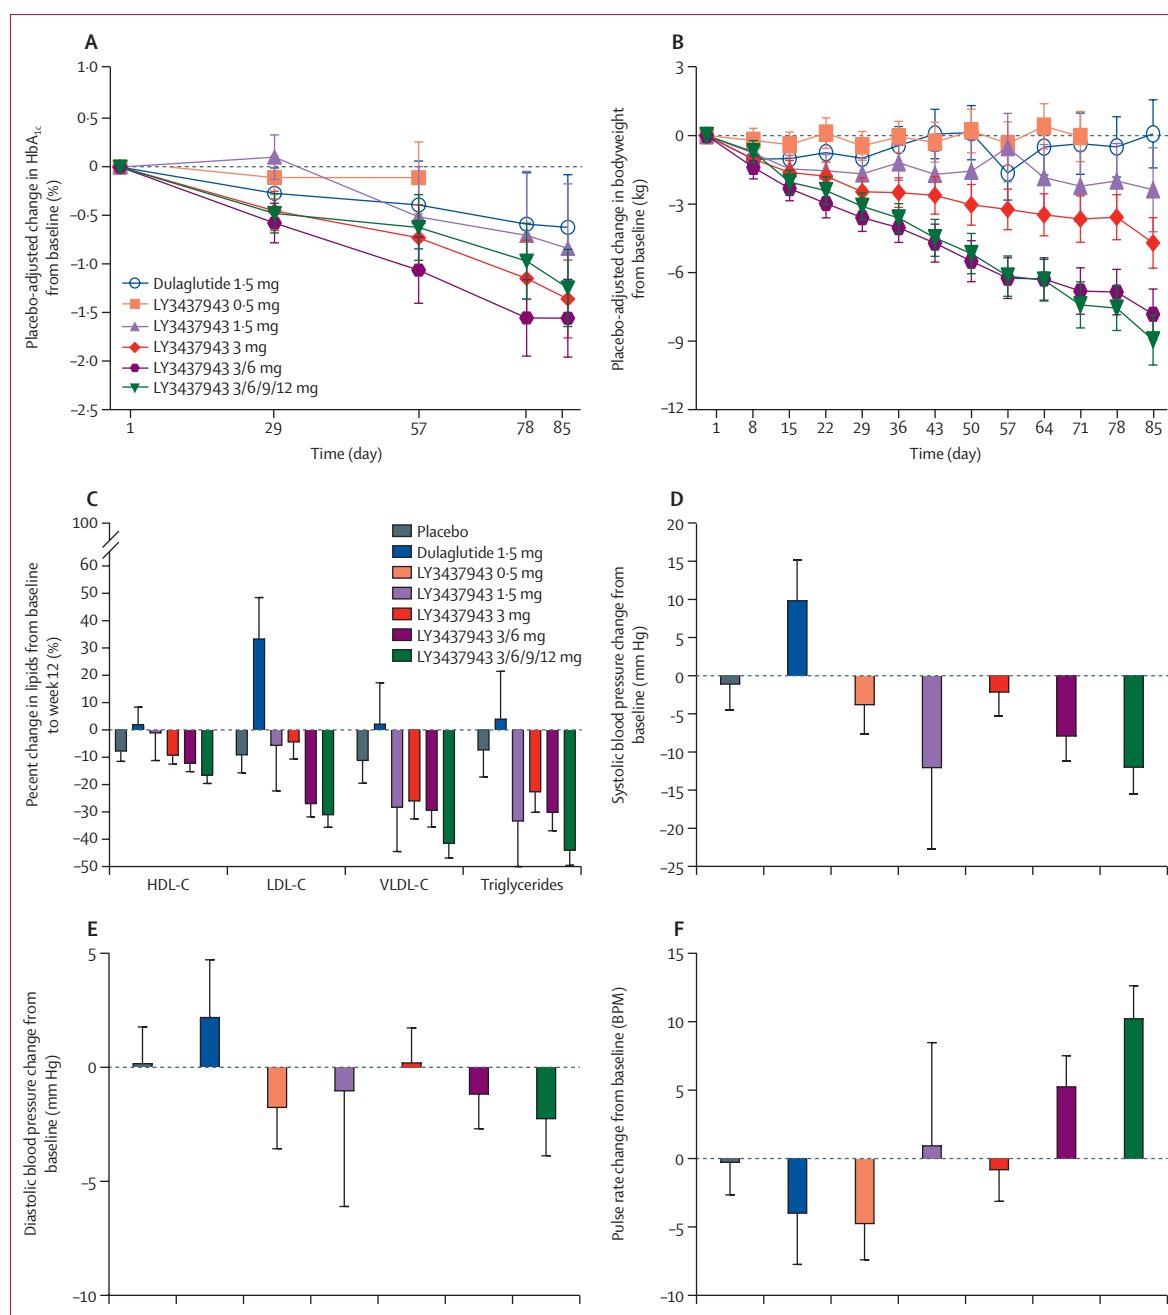 A
Placebo-adjusted change in HbA1c
from baseline (%)
1·0
0·5
0
–0·5
–1·0
–1·5
–2·0
–2·5
Dulaglutide 1·5 mg
LY3437943 0·5 mg
LY3437943 1·5 mg
LY3437943 3 mg
LY3437943 3/6 mg
LY3437943 3/6/9/12 mg
1 29 57 78 85
Time (day)
B
Placebo-adjusted change in bodyweight
from baseline (kg)
3
0
–3
–6
–9
–12
1 8 15 22 29 36 43 50 57 64 71 78 85
Time (day)
C
Pecent change in lipids from baseline
to week 12 (%)
100
60
50
40
30
20
10
0
–10
–20
–30
–40
–50
Placebo
Dulaglutide 1·5 mg
LY3437943 0·5 mg
LY3437943 1·5 mg
LY3437943 3 mg
LY3437943 3/6 mg
LY3437943 3/6/9/12 mg
HDL-C LDL-C VLDL-C Triglycerides
D
Systolic blood pressure change from
baseline (mm Hg)
20
15
10
5
0
–5
–10
–15
–20
–25
E
Diastolic blood pressure change from
baseline (mm Hg)
5
0
–5
–10
F
Pulse rate change from baseline (BPM)
15
10
5
0
–5
–10